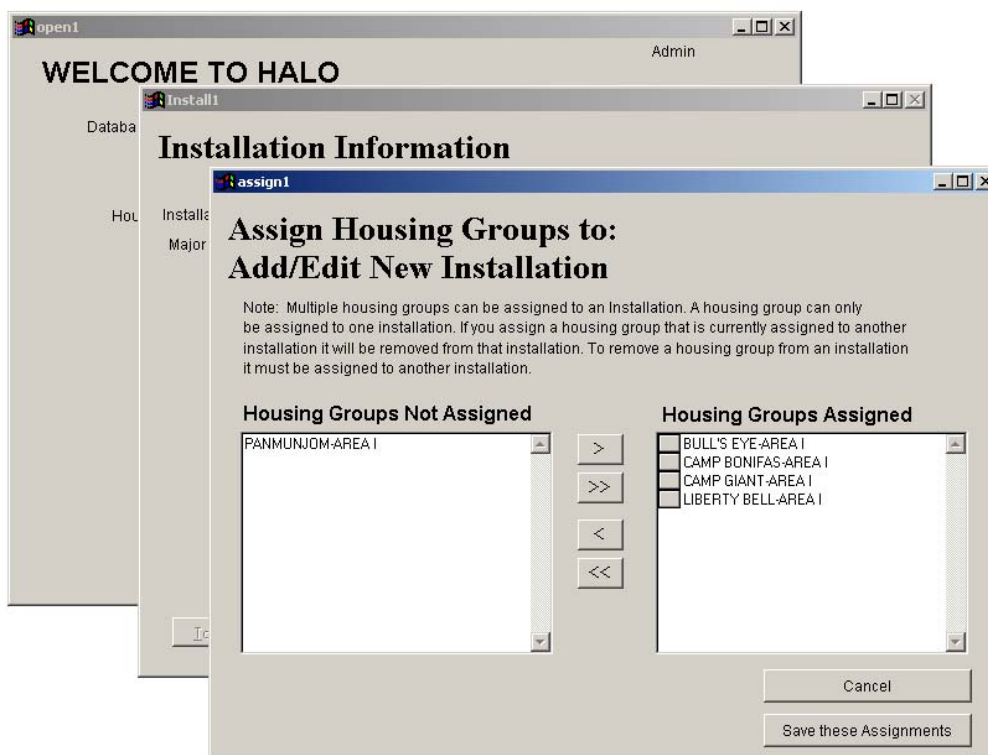 open1
Admin
WELCOME TO HALO
Install1
Installation Information
assign1
Assign Housing Groups to:
Add/Edit New Installation
Note: Multiple housing groups can be assigned to an Installation. A housing group can only
be assigned to one installation. If you assign a housing group that is currently assigned to another
installation it will be removed from that installation. To remove a housing group from an installation
it must be assigned to another installation.
Housing Groups Not Assigned
PANMUNJOM-AREA I
>
>>
<
<<
Housing Groups Assigned
BULL'S EYE-AREA I
CAMP BONIFAS-AREA I
CAMP GIANT-AREA I
LIBERTY BELL-AREA I
Major
Cancel
Save these Assignments